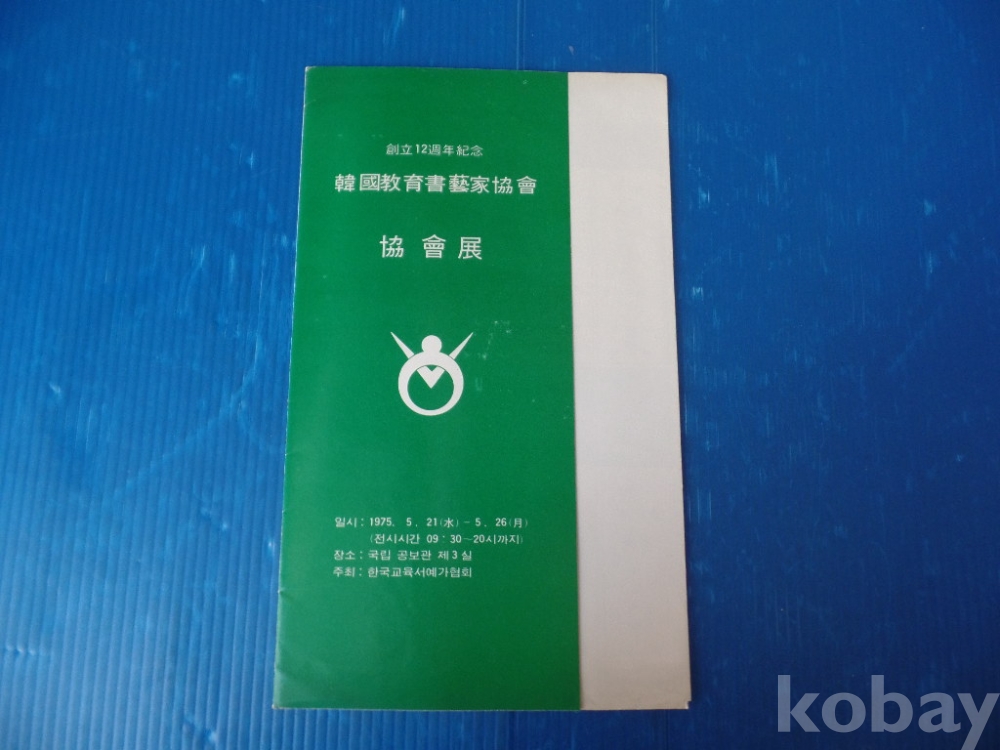 創立12週年紀念
韓國敎育書藝家協會
協會展
일시 : 1975. 5. 21(水) - 5. 26(月)
(전시시간 09 : 30~20시까지)
장소 : 국립 공보관 제3실
주최 : 한국교육서예가협회
kobay